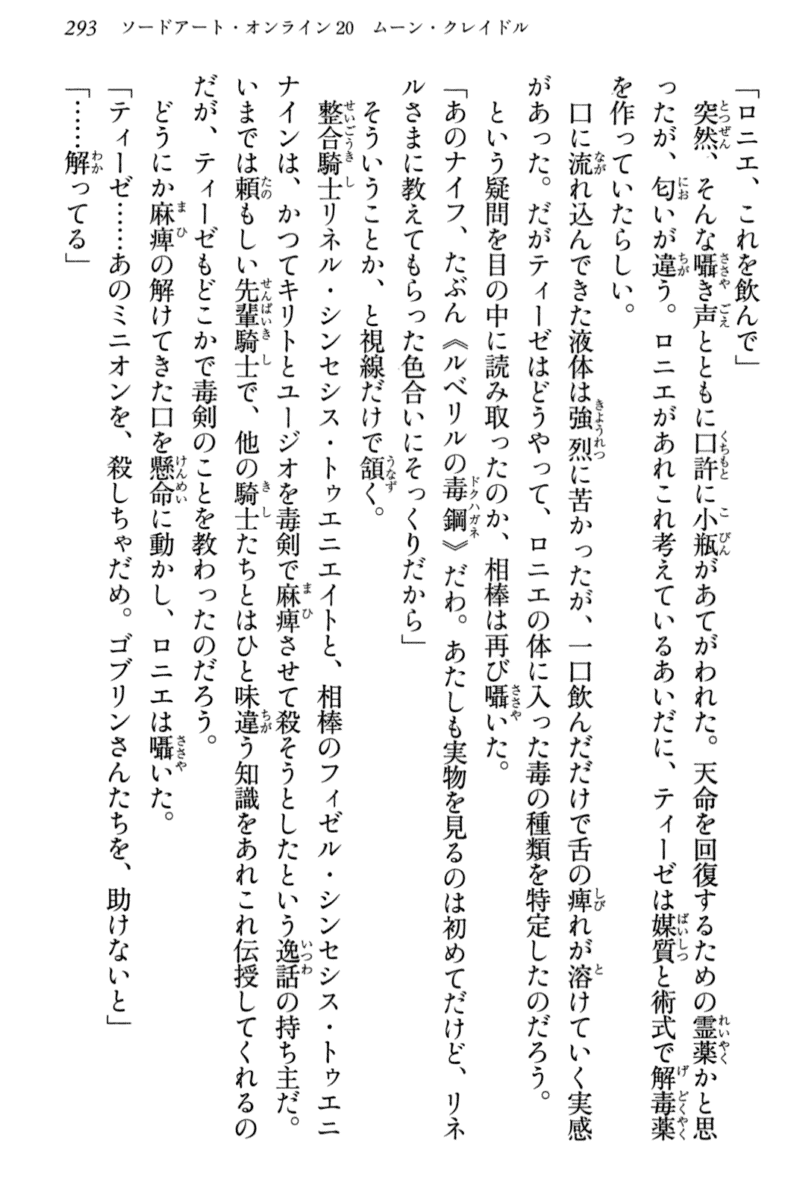 293 ソードアート・オンライン20 ムーン・クレイドル
「ロニエ、これを飲んで」
突然、そんな囁き声とともに口許に小瓶があてがわれた。天命を回復するための霊薬かと思
ったが、匂いが違う。ロニエがあれこれ考えているあいだに、ティーゼは媒質と術式で解毒薬
を作っていたらしい。
口に流れ込んできた液体は強烈に苦かったが、一口飲んだだけで舌の痺れが溶けていく実感
があった。だがティーゼはどうやって、ロニエの体に入った毒の種類を特定したのだろう。
という疑問を目の中に読み取ったのか、相棒は再び囁いた。
「あのナイフ、たぶん《ルベリルの毒鋼》だわ。あたしも実物を見るのは初めてだけど、リネ
ルさまに教えてもらった色合いにそっくりだから」
そういうことか、と視線だけで頷く。
整合騎士リネル・シンセシス・トゥエニエイトと、相棒のフィゼル・シンセシス・トゥエニ
ナインは、かつてキリトとユージオを毒剣で麻痺させて殺そうとしたという逸話の持ち主だ。
いまでは頼もしい先輩騎士で、他の騎士たちとはひと味違う知識をあれこれ伝授してくれるの
だが、ティーゼもどこかで毒剣のことを教わったのだろう。
どうにか麻痺の解けてきた口を懸命に動かし、ロニエは囁いた。
「ティーゼ……あのミニオンを、殺しちゃだめ。ゴブリンさんたちを、助けないと」
「……解ってる」